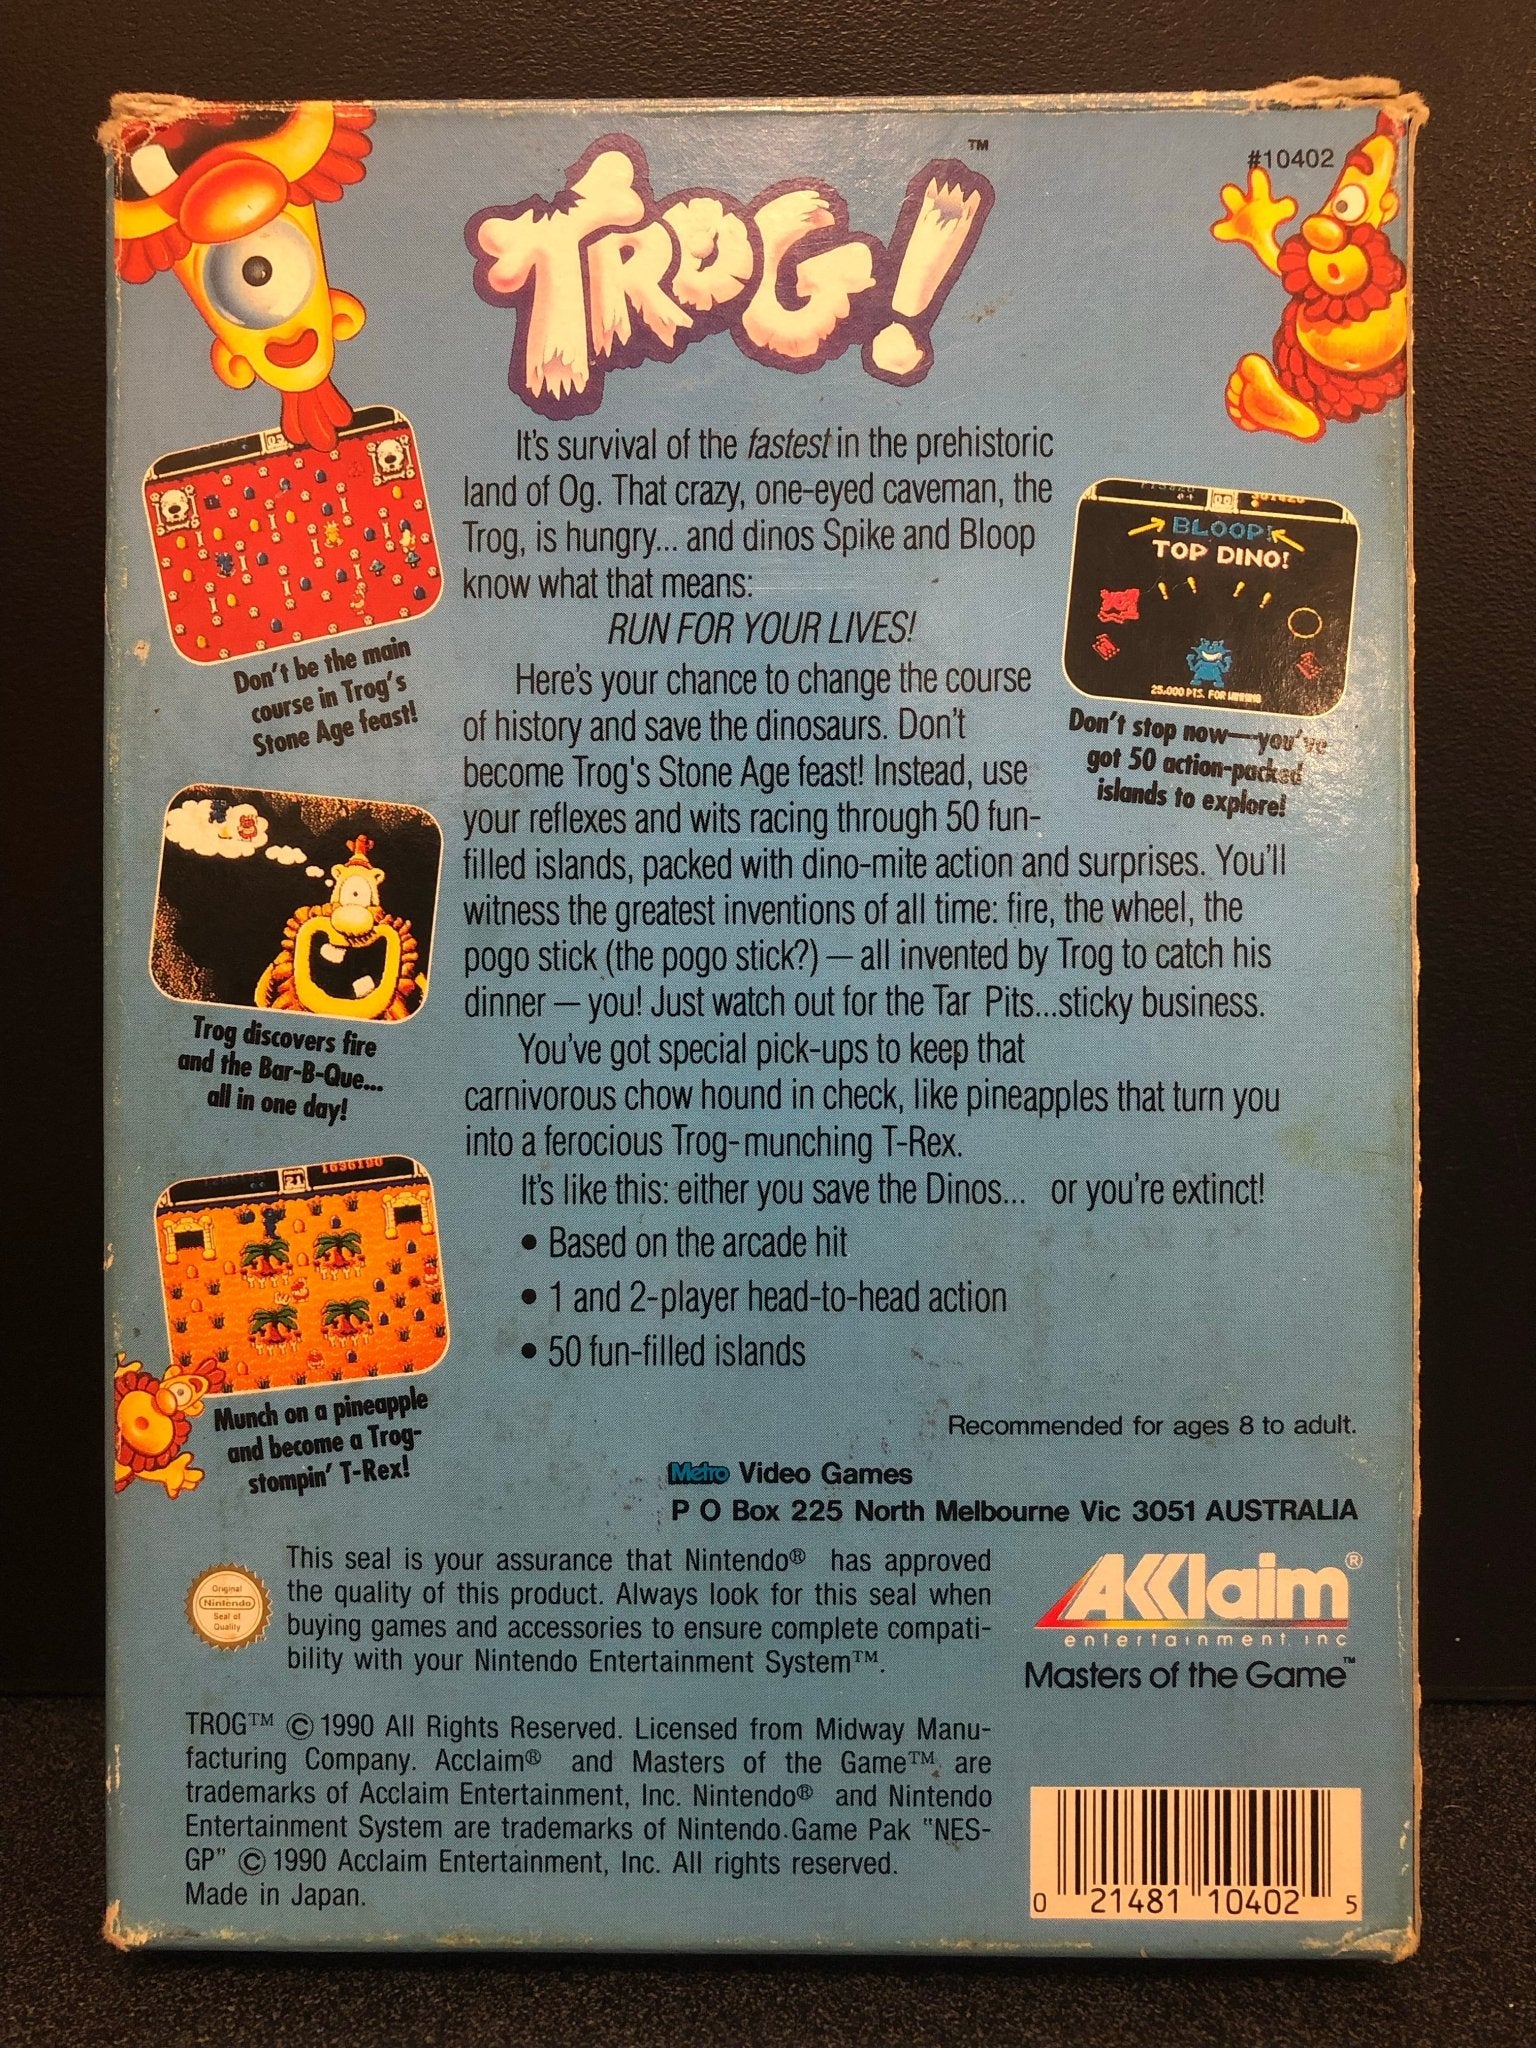 TROG!™
#10402
It's survival of the fastest in the prehistoric
land of Og. That crazy, one-eyed caveman, the
Trog, is hungry... and dinos Spike and Bloop
know what that means:
RUN FOR YOUR LIVES!
Here's your chance to change the course
of history and save the dinosaurs. Don't
become Trog's Stone Age feast! Instead, use
your reflexes and wits racing through 50 fun-
filled islands, packed with dino-mite action and surprises. You'll
witness the greatest inventions of all time: fire, the wheel, the
pogo stick (the pogo stick?) — all invented by Trog to catch his
dinner — you! Just watch out for the Tar Pits...sticky business.
You've got special pick-ups to keep that
carnivorous chow hound in check, like pineapples that turn you
into a ferocious Trog-munching T-Rex.
It's like this: either you save the Dinos... or you're extinct!
• Based on the arcade hit
• 1 and 2-player head-to-head action
• 50 fun-filled islands
Don't be the main
course in Trog's
Stone Age feast!
Trog discovers fire
and the Bar-B-Que...
all in one day!
1696190
21
Munch on a pineapple
and become a Trog-
stompin' T-Rex!
BLOOP!
TOP DINO!
25,000 PTS. FOR WINNING
Don't stop now—you've
got 50 action-packed
islands to explore!
Recommended for ages 8 to adult.
Metro Video Games
P O Box 225 North Melbourne Vic 3051 AUSTRALIA
Original
Nintendo
Seal of
Quality
This seal is your assurance that Nintendo® has approved
the quality of this product. Always look for this seal when
buying games and accessories to ensure complete compati-
bility with your Nintendo Entertainment System™.
AKKlaim®
entertainment, inc
Masters of the Game™
TROG™ © 1990 All Rights Reserved. Licensed from Midway Manu-
facturing Company. Acclaim® and Masters of the Game™ are
trademarks of Acclaim Entertainment, Inc. Nintendo® and Nintendo
Entertainment System are trademarks of Nintendo. Game Pak "NES-
GP" © 1990 Acclaim Entertainment, Inc. All rights reserved.
Made in Japan.
0 21481 10402 5